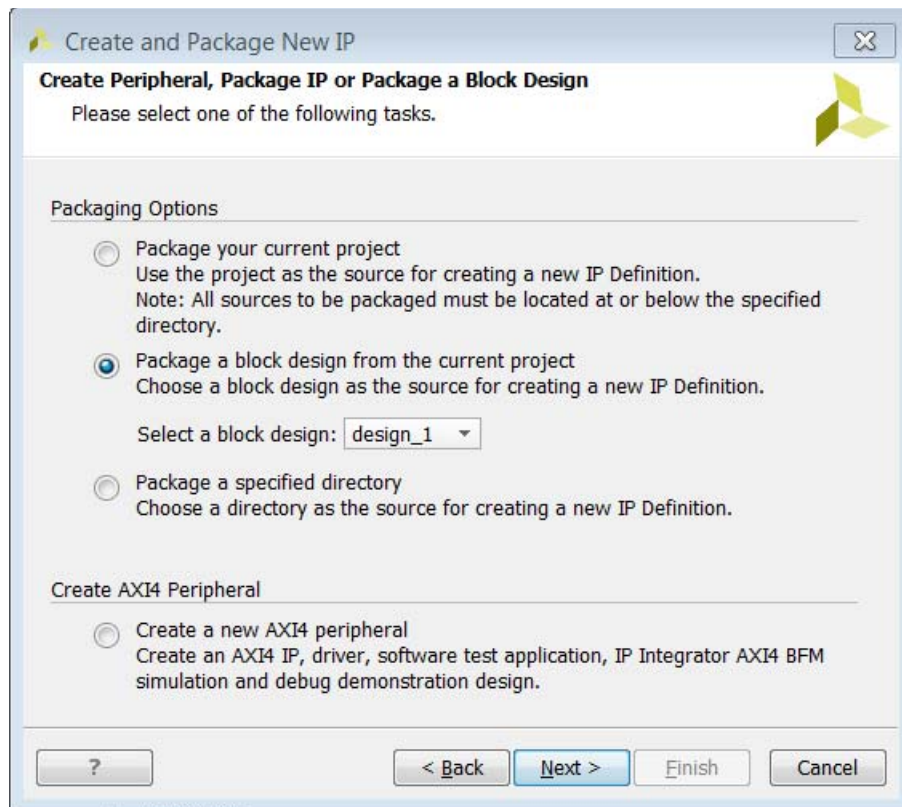 Create and Package New IP
Create Peripheral, Package IP or Package a Block Design
Please select one of the following tasks.
Packaging Options
Package your current project
Use the project as the source for creating a new IP Definition.
Note: All sources to be packaged must be located at or below the specified
directory.
Package a block design from the current project
Choose a block design as the source for creating a new IP Definition.
Select a block design: design_1
Package a specified directory
Choose a directory as the source for creating a new IP Definition.
Create AXI4 Peripheral
Create a new AXI4 peripheral
Create an AXI4 IP, driver, software test application, IP Integrator AXI4 BFM
simulation and debug demonstration design.
? < Back Next > Finish Cancel